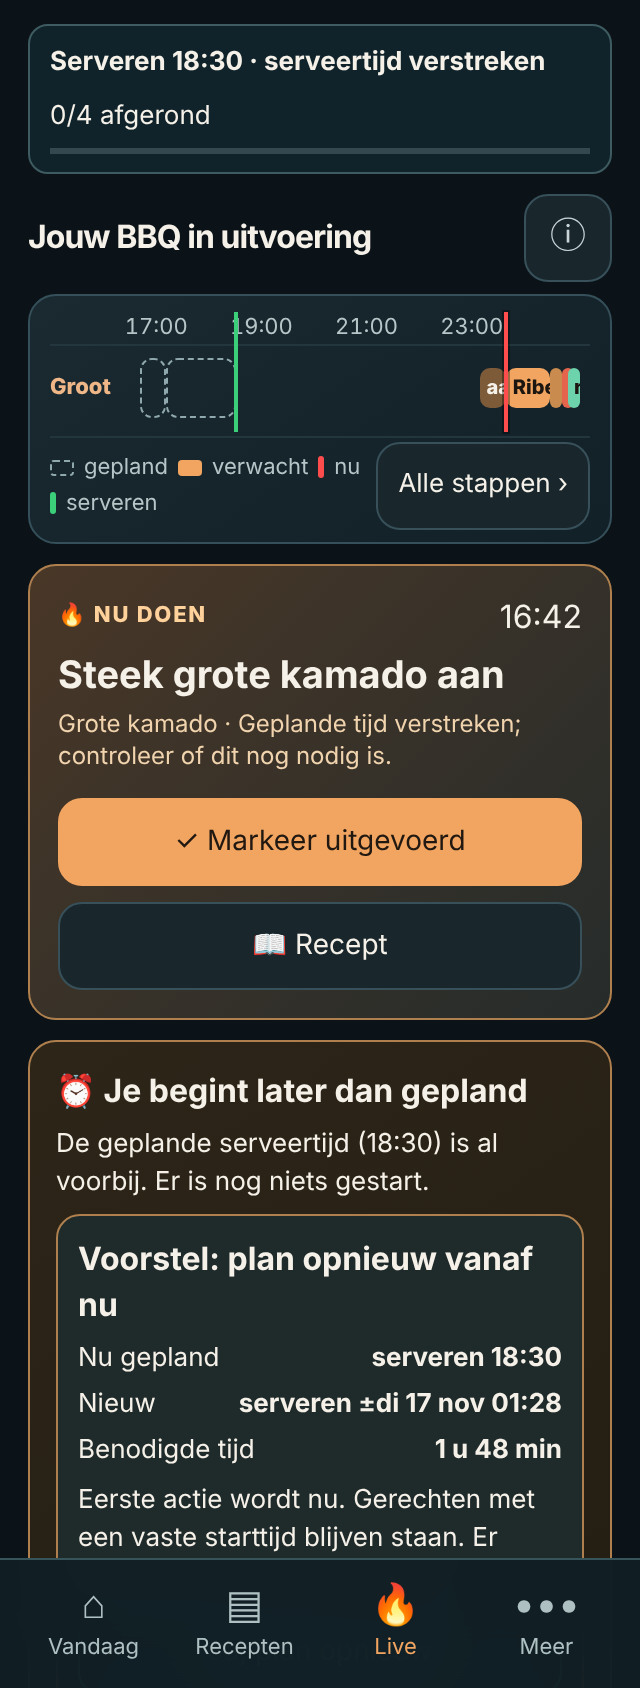 Serveren 18:30 · serveertijd verstreken
0/4 afgerond
Jouw BBQ in uitvoering
ⓘ
17:00 19:00 21:00 23:00
Groot
Ribe
gepland verwacht nu
serveren
Alle stappen ›
🔥 NU DOEN
16:42
Steek grote kamado aan
Grote kamado · Geplande tijd verstreken;
controleer of dit nog nodig is.
✓ Markeer uitgevoerd
📖 Recept
⏰ Je begint later dan gepland
De geplande serveertijd (18:30) is al
voorbij. Er is nog niets gestart.
Voorstel: plan opnieuw vanaf
nu
Nu gepland serveren 18:30
Nieuw serveren ±di 17 nov 01:28
Benodigde tijd 1 u 48 min
Eerste actie wordt nu. Gerechten met
een vaste starttijd blijven staan. Er
Vandaag Recepten Live Meer